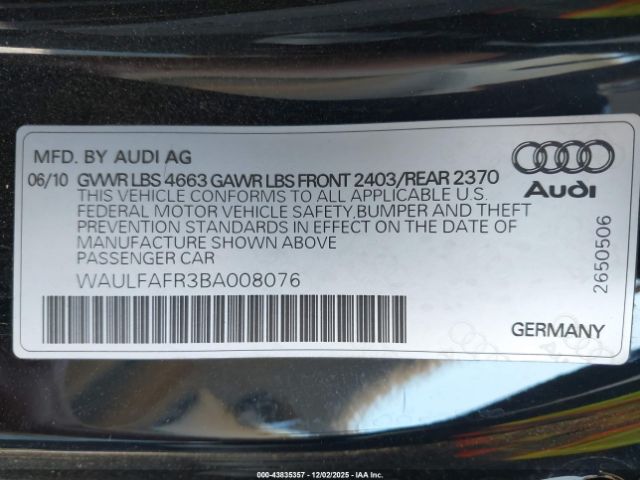 MFD. BY AUDI AG
06/10 GVWR LBS 4663 GAWR LBS FRONT 2403/REAR 2370
THIS VEHICLE CONFORMS TO ALL APPLICABLE U.S.
FEDERAL MOTOR VEHICLE SAFETY,BUMPER AND THEFT
PREVENTION STANDARDS IN EFFECT ON THE DATE OF
MANUFACTURE SHOWN ABOVE
PASSENGER CAR
WAULFAFR3BA008076
Audi
2650506
GERMANY
000-43835357 - 12/02/2025 - IAA Inc.